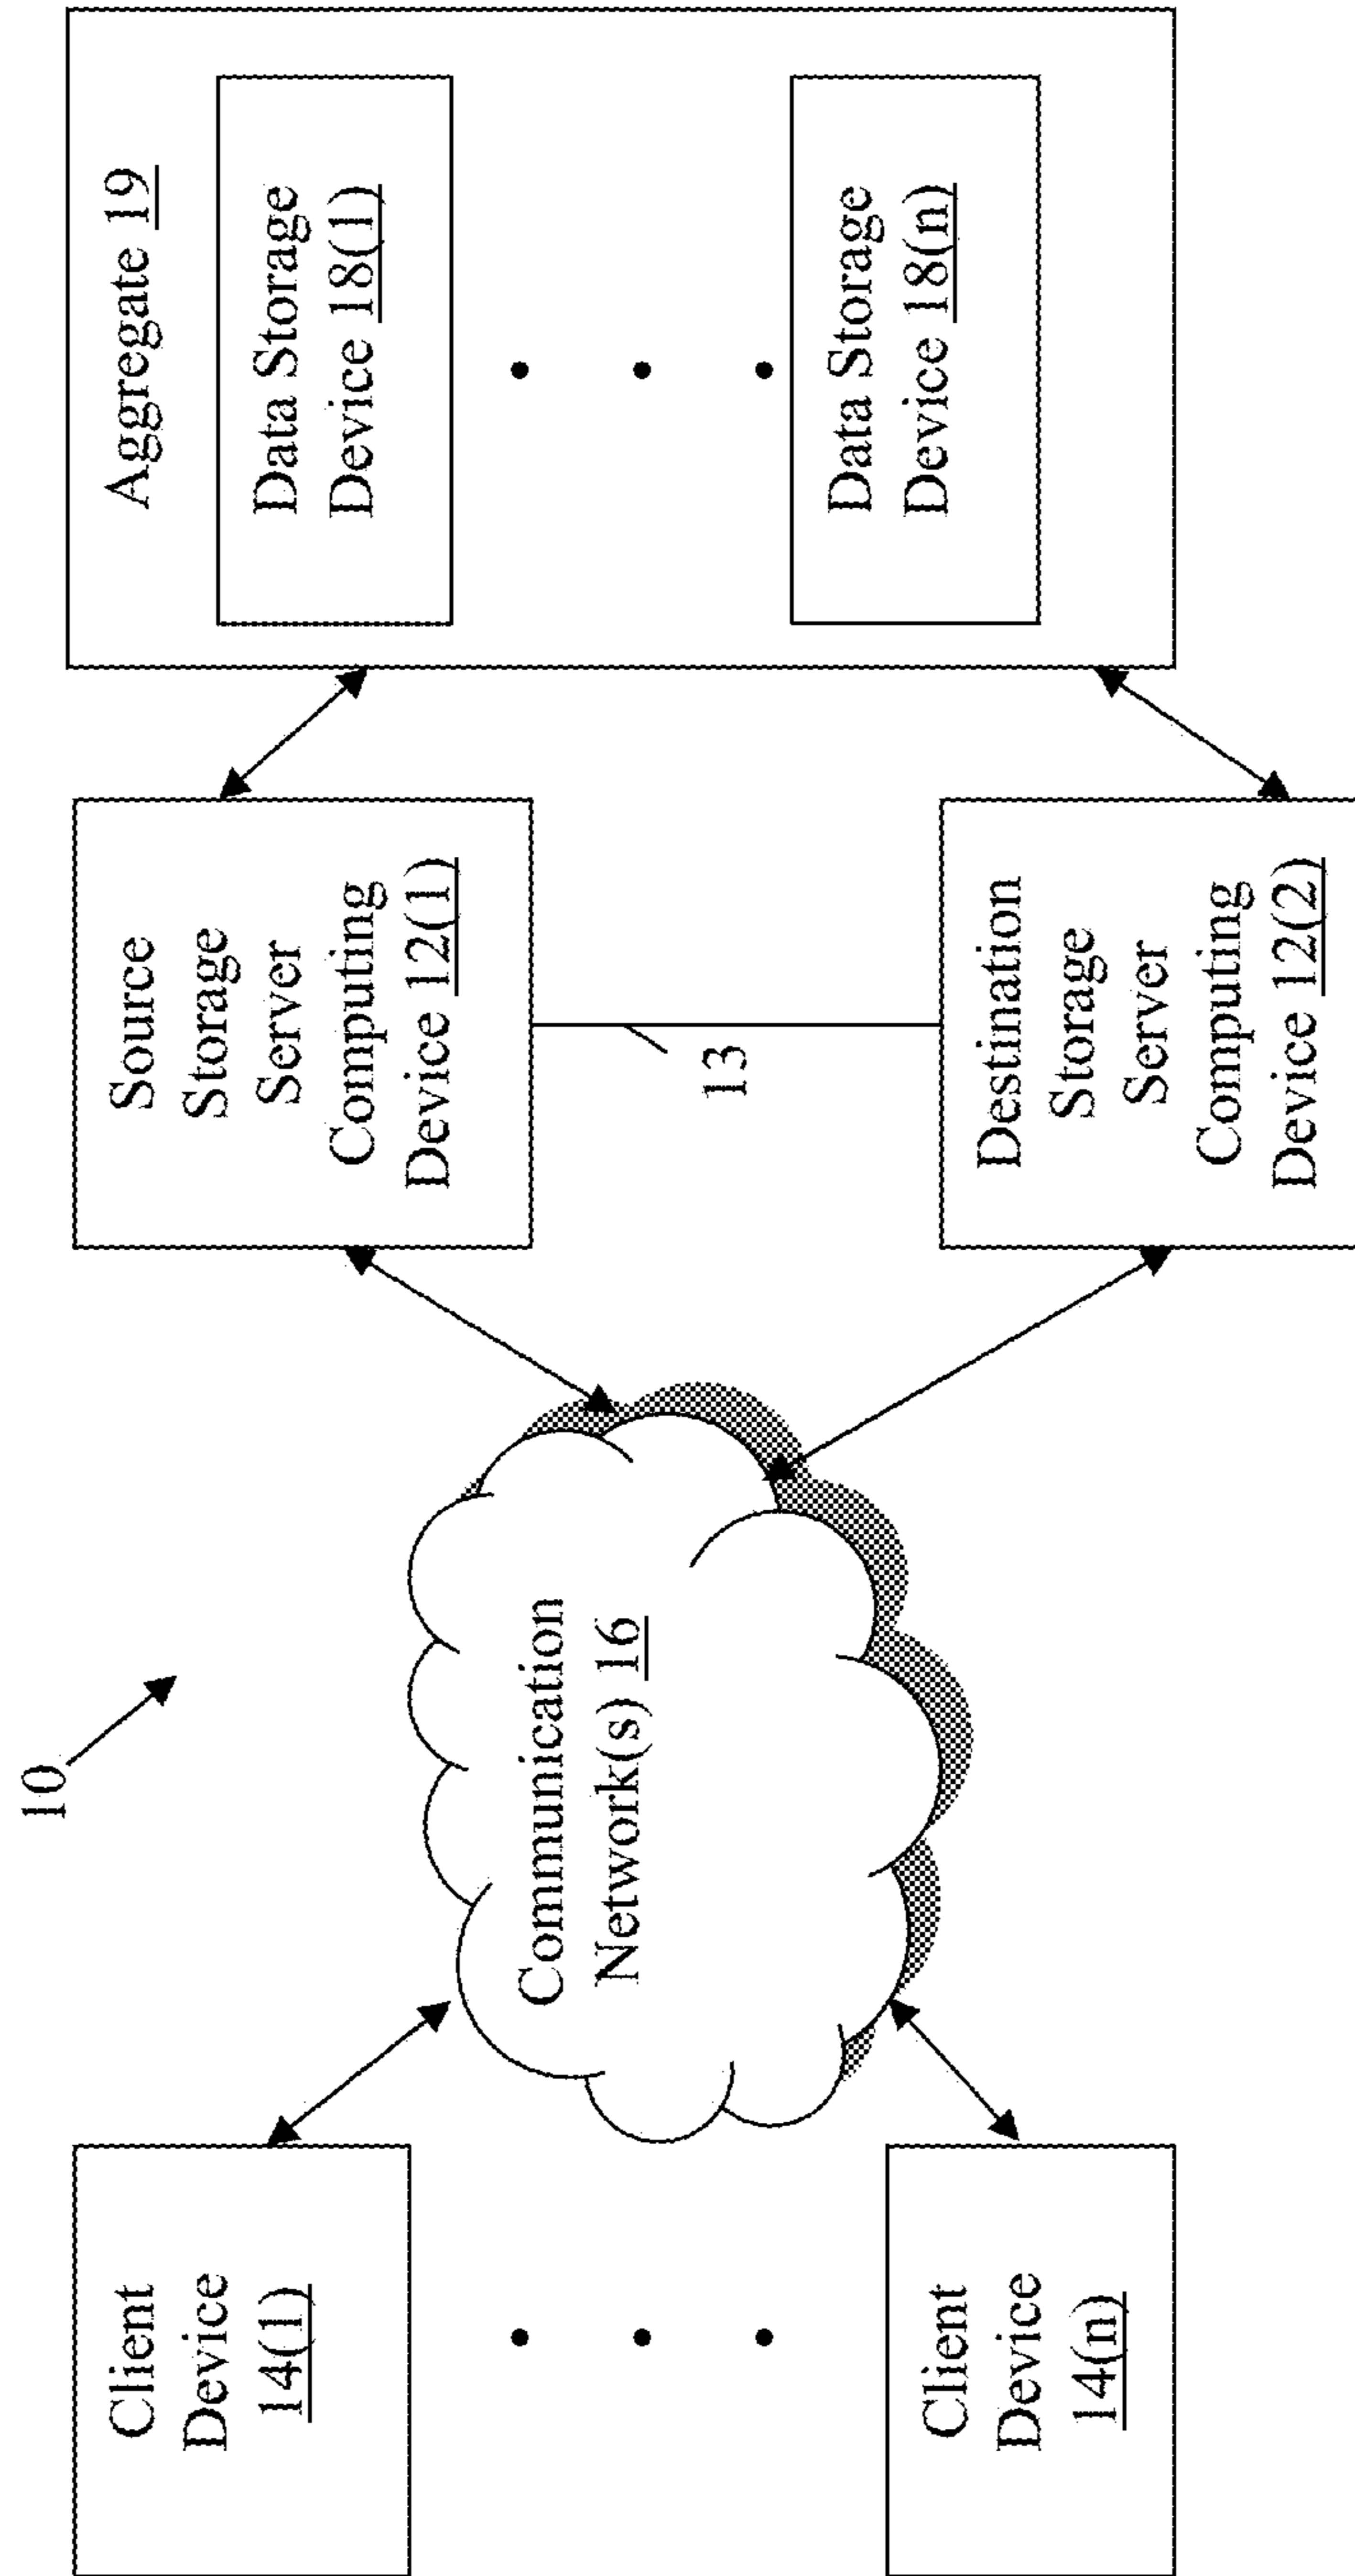 10
Client
Device
14(1)
Client
Device
14(n)
Communication
Network(s) 16
Source
Storage
Server
Computing
Device 12(1)
13
Destination
Storage
Server
Computing
Device 12(2)
Aggregate 19
Data Storage
Device 18(1)
Data Storage
Device 18(n)